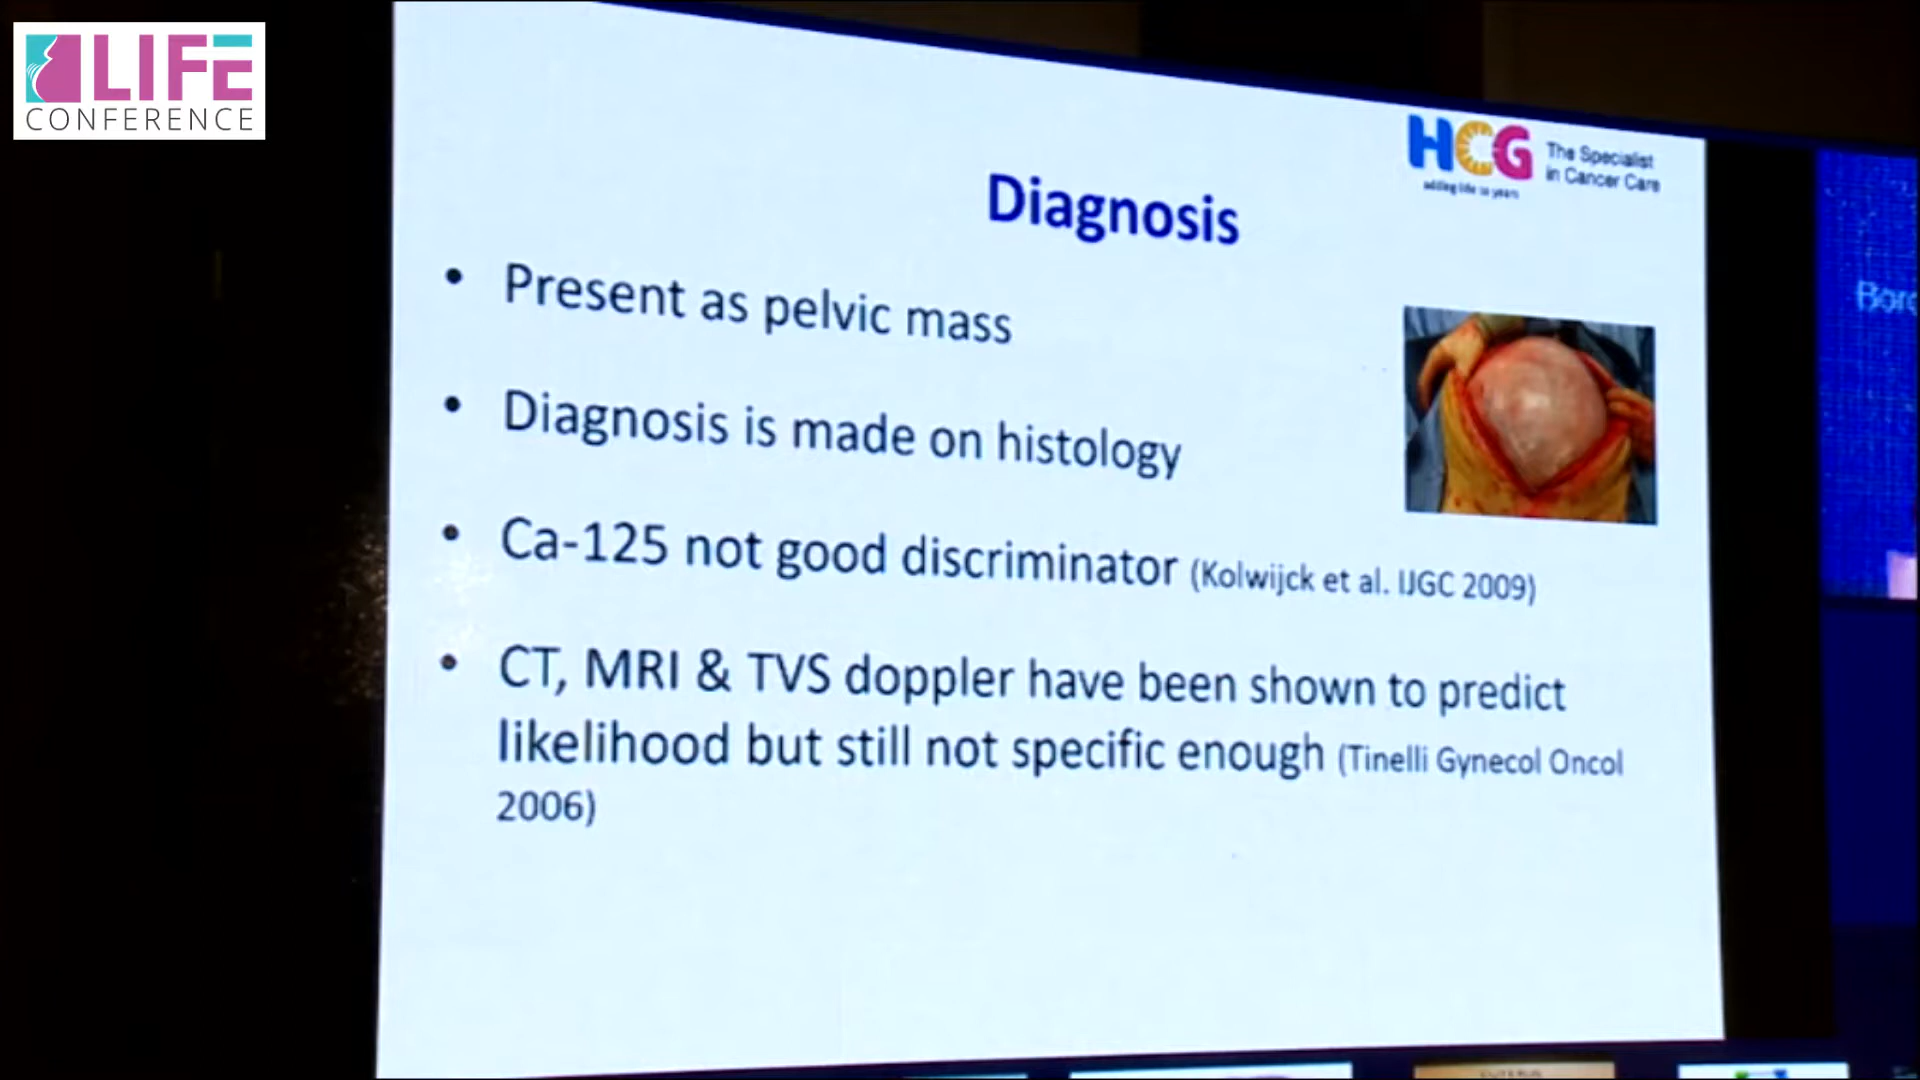 LIFE
CONFERENCE
HCG
The Specialist
in Cancer Care
adding life to years
Diagnosis
• Present as pelvic mass
• Diagnosis is made on histology
• Ca-125 not good discriminator (Kolwijck et al. IJGC 2009)
• CT, MRI & TVS doppler have been shown to predict
likelihood but still not specific enough (Tinelli Gynecol Oncol
2006)